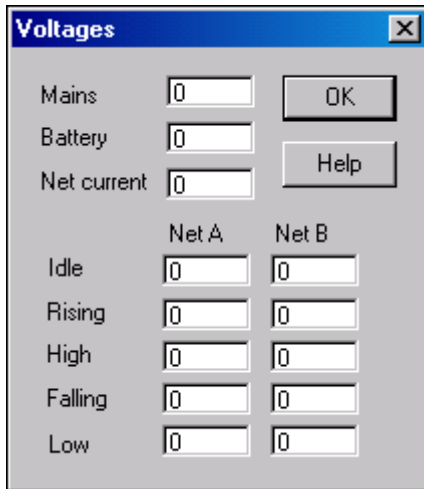 Voltages
Mains 0 OK
Battery 0
Net current 0 Help
Net A Net B
Idle 0 0
Rising 0 0
High 0 0
Falling 0 0
Low 0 0